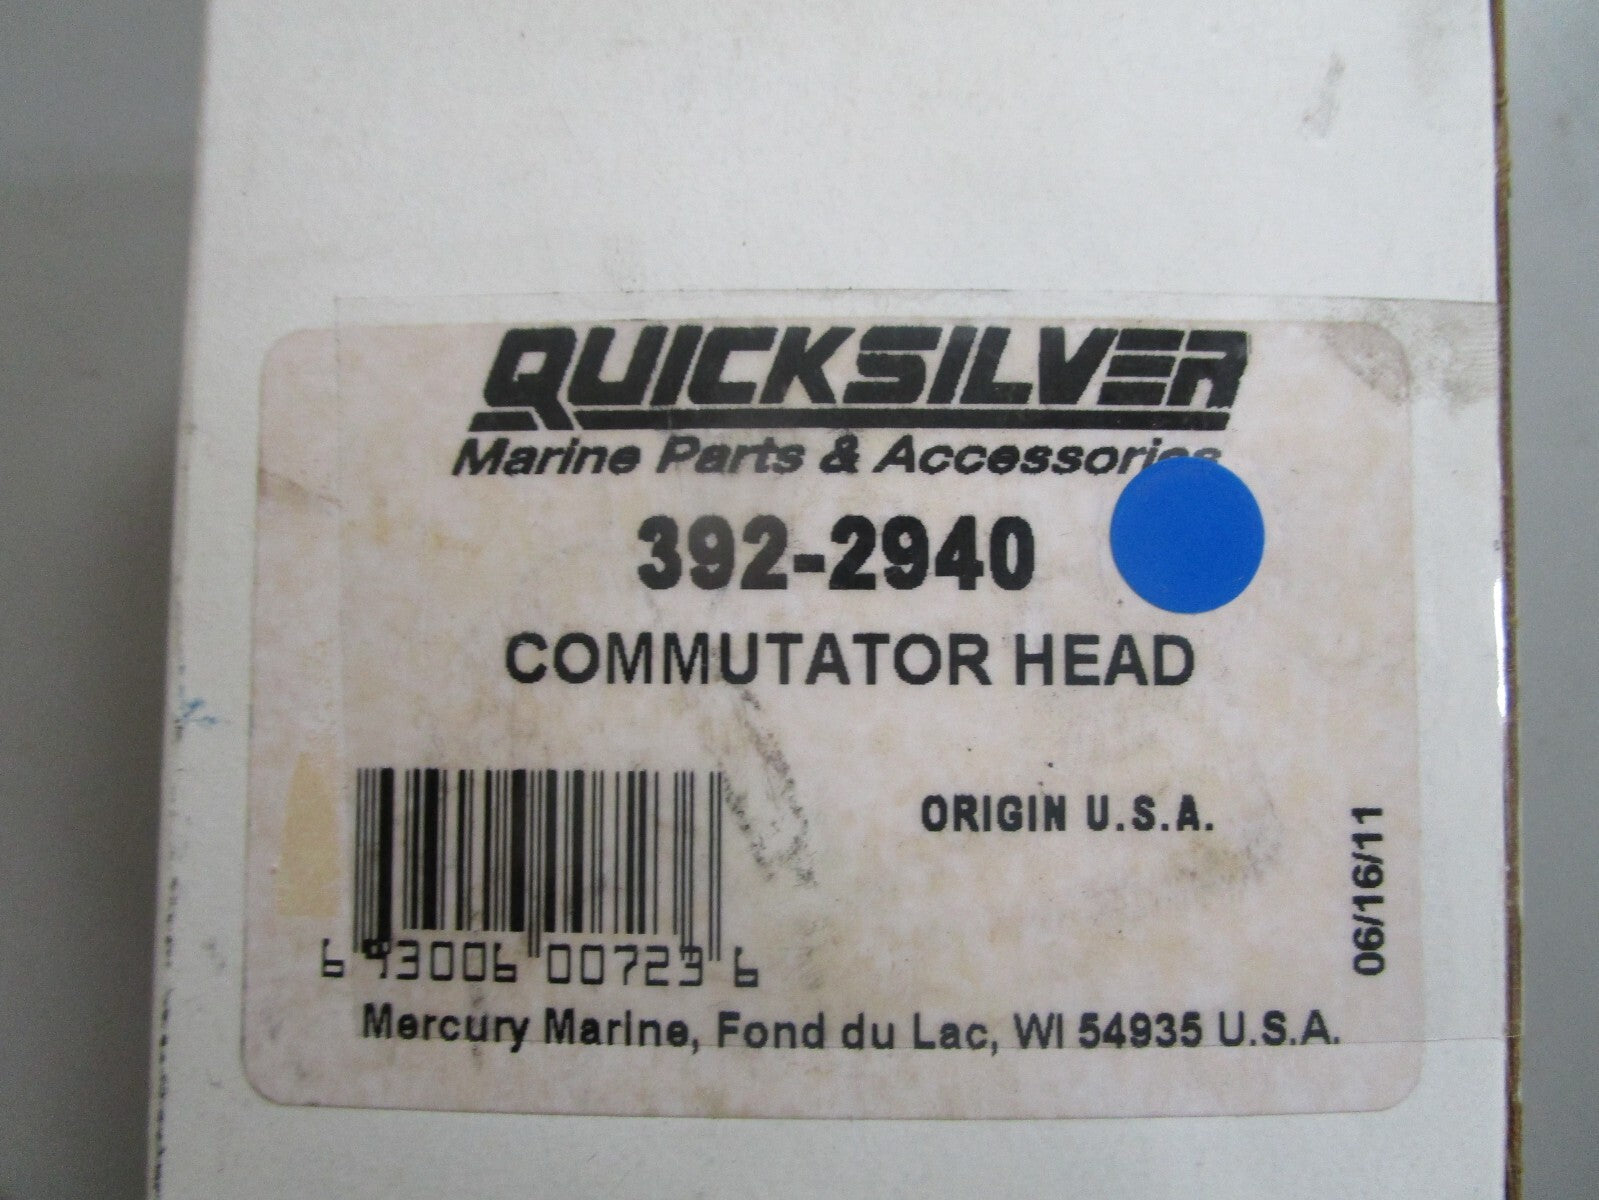 QUICKSILVER
Marine Parts & Accessories
392-2940
COMMUTATOR HEAD
ORIGIN U.S.A.
06/16/11
6 93006 00723 6
Mercury Marine, Fond du Lac, WI 54935 U.S.A.